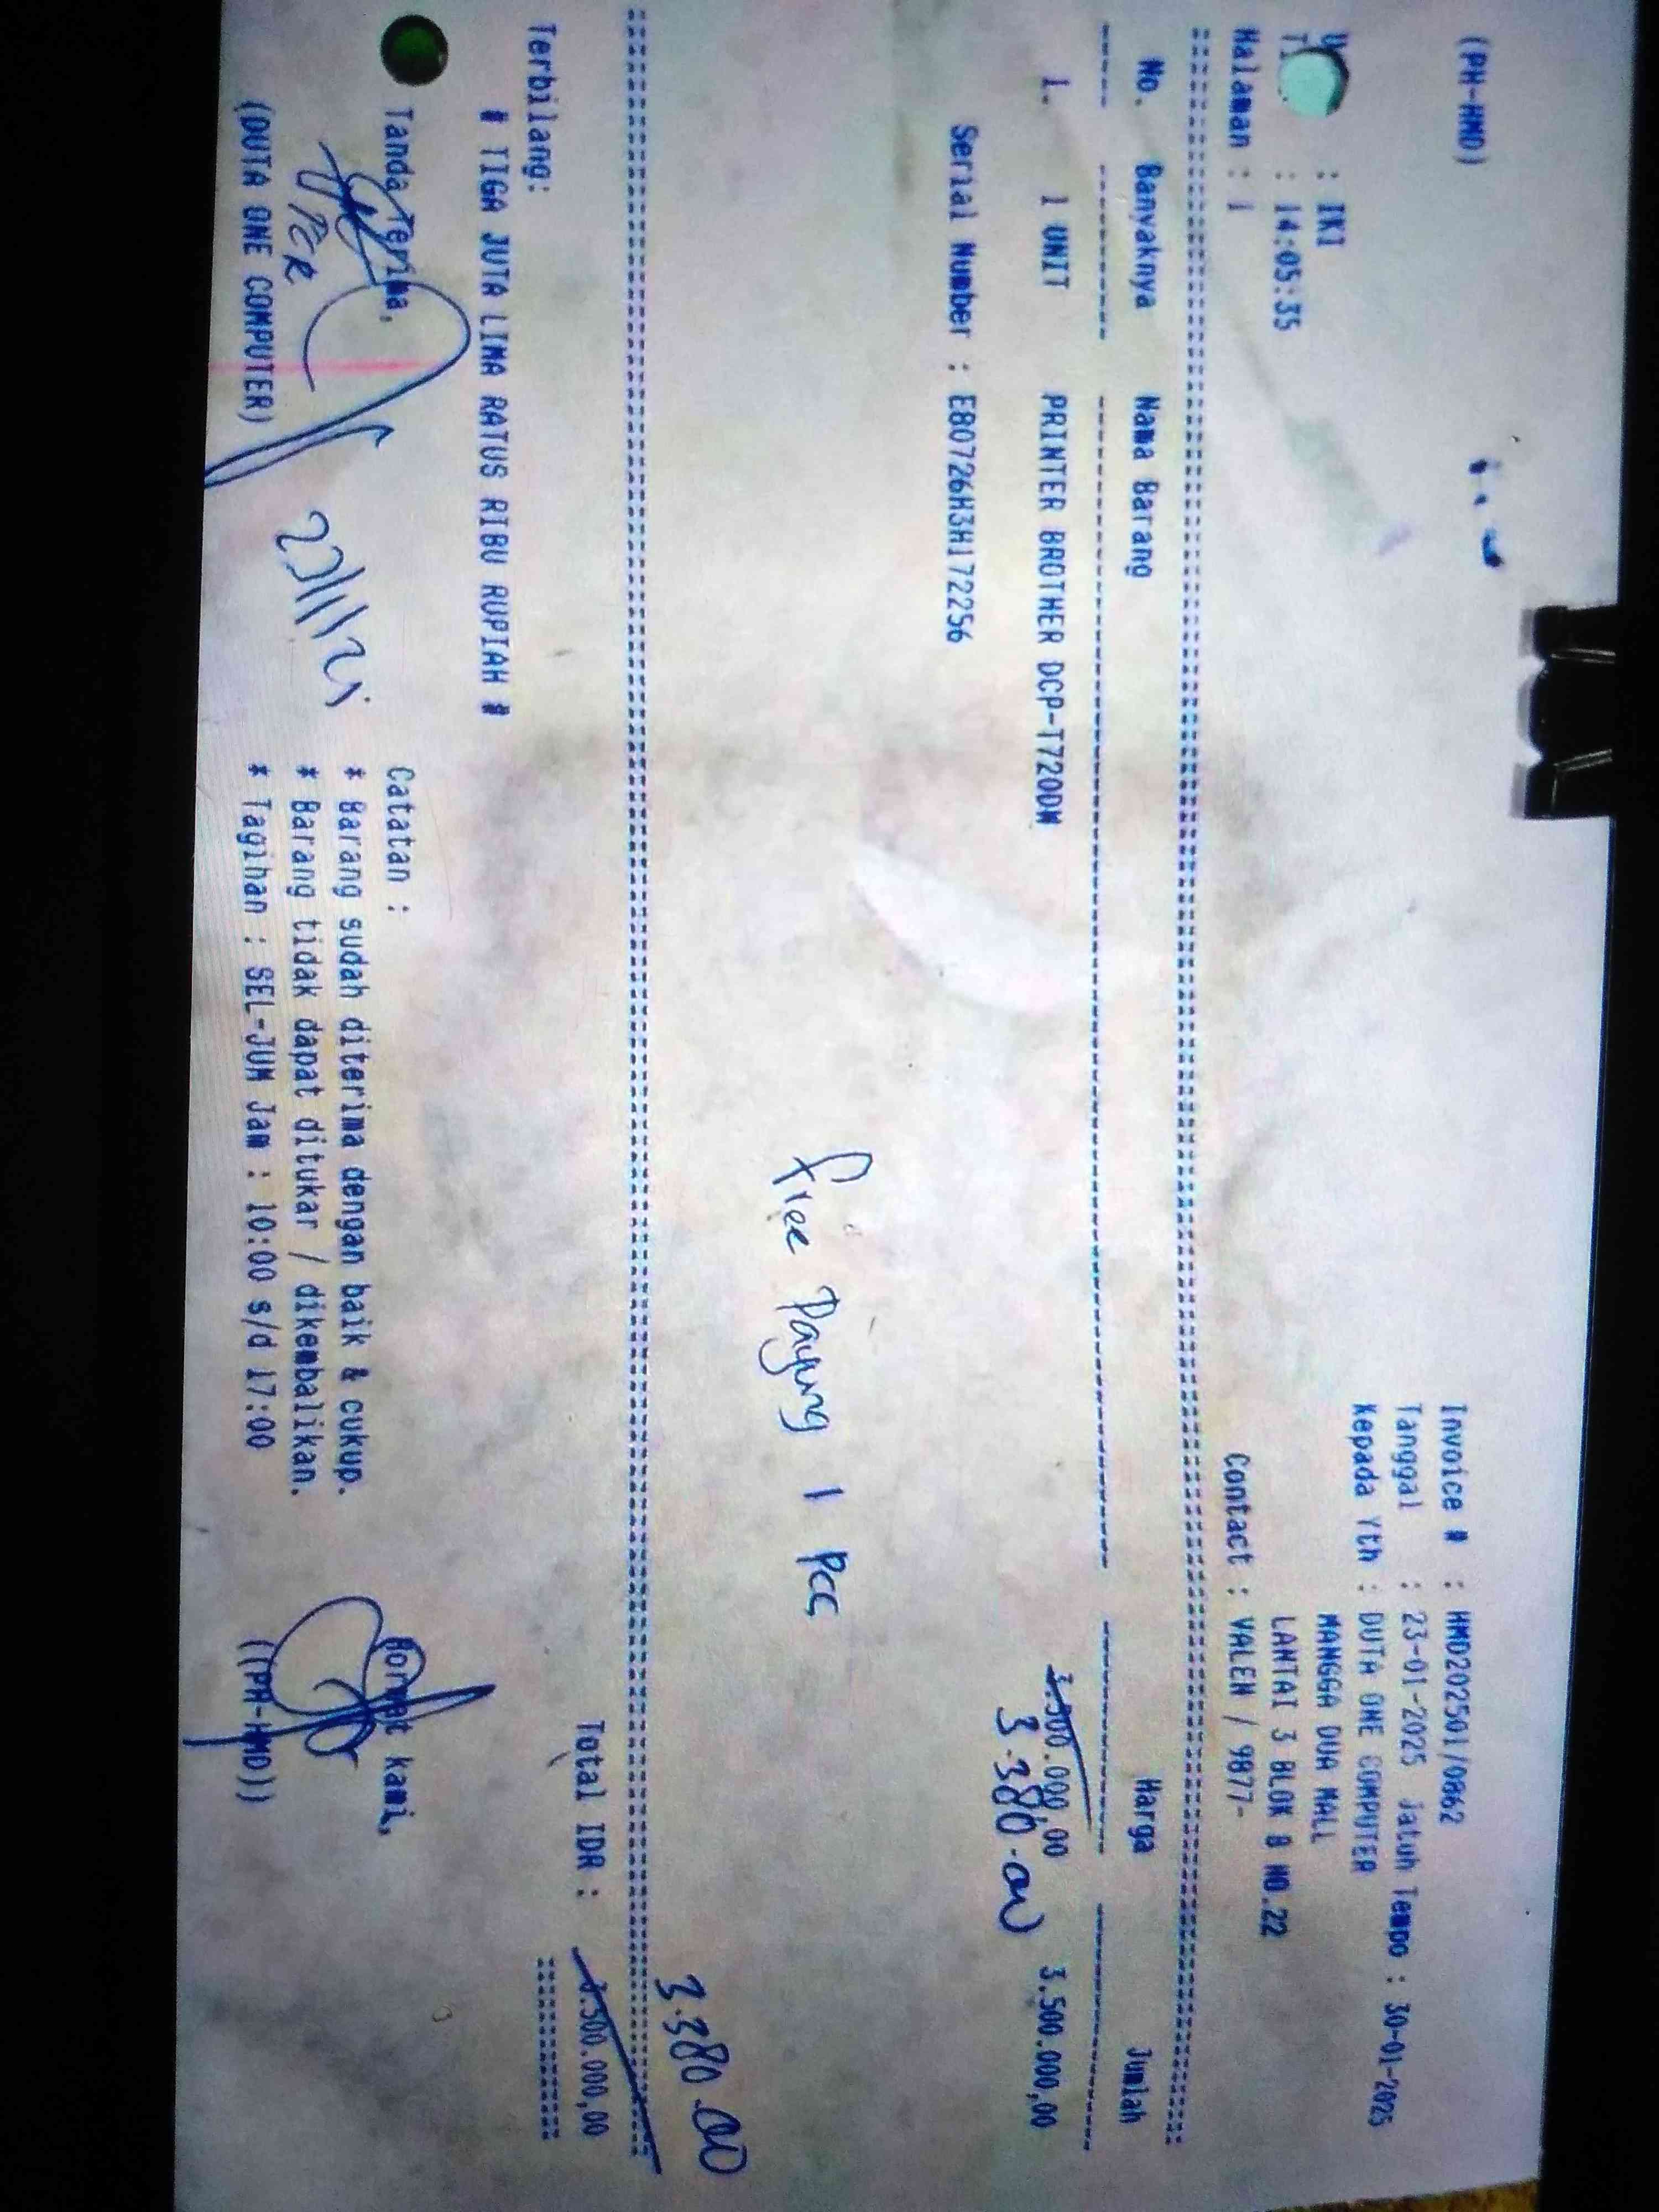 (PH-HMD)
Invoice # : HMD202501/0862
Tanggal : 23-01-2025 Jatuh Tempo : 30-01-2025
Kepada Yth : DUTA ONE COMPUTER
: IKI
MANGGA DUA MALL
: 14:05:35
LANTAI 3 BLOK B NO.22
Halaman : 1
Contact : VALEN / 9877-
No. Banyaknya Nama Barang Harga Jumlah
1. 1 UNIT PRINTER BROTHER DCP-T720DW 3.500.000,00 3.500.000,00
3.380.000
Serial Number : E80726H3H172256
free Payung 1 pcs
3.380.000
Total IDR : 3.500.000,00
Terbilang:
# TIGA JUTA LIMA RATUS RIBU RUPIAH #
Tanda Terima,
Catatan :
Hormat kami,
* Barang sudah diterima dengan baik & cukup.
* Barang tidak dapat ditukar / dikembalikan.
* Tagihan : SEL-JUM Jam : 10:00 s/d 17:00
(DUTA ONE COMPUTER)
((PH-HMD))